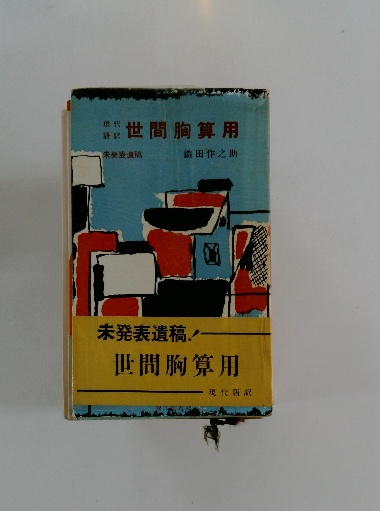 現代
語訳
世間胸算用
未発表遺稿
織田作之助
未発表遺稿!
世間胸算用
現代語訳